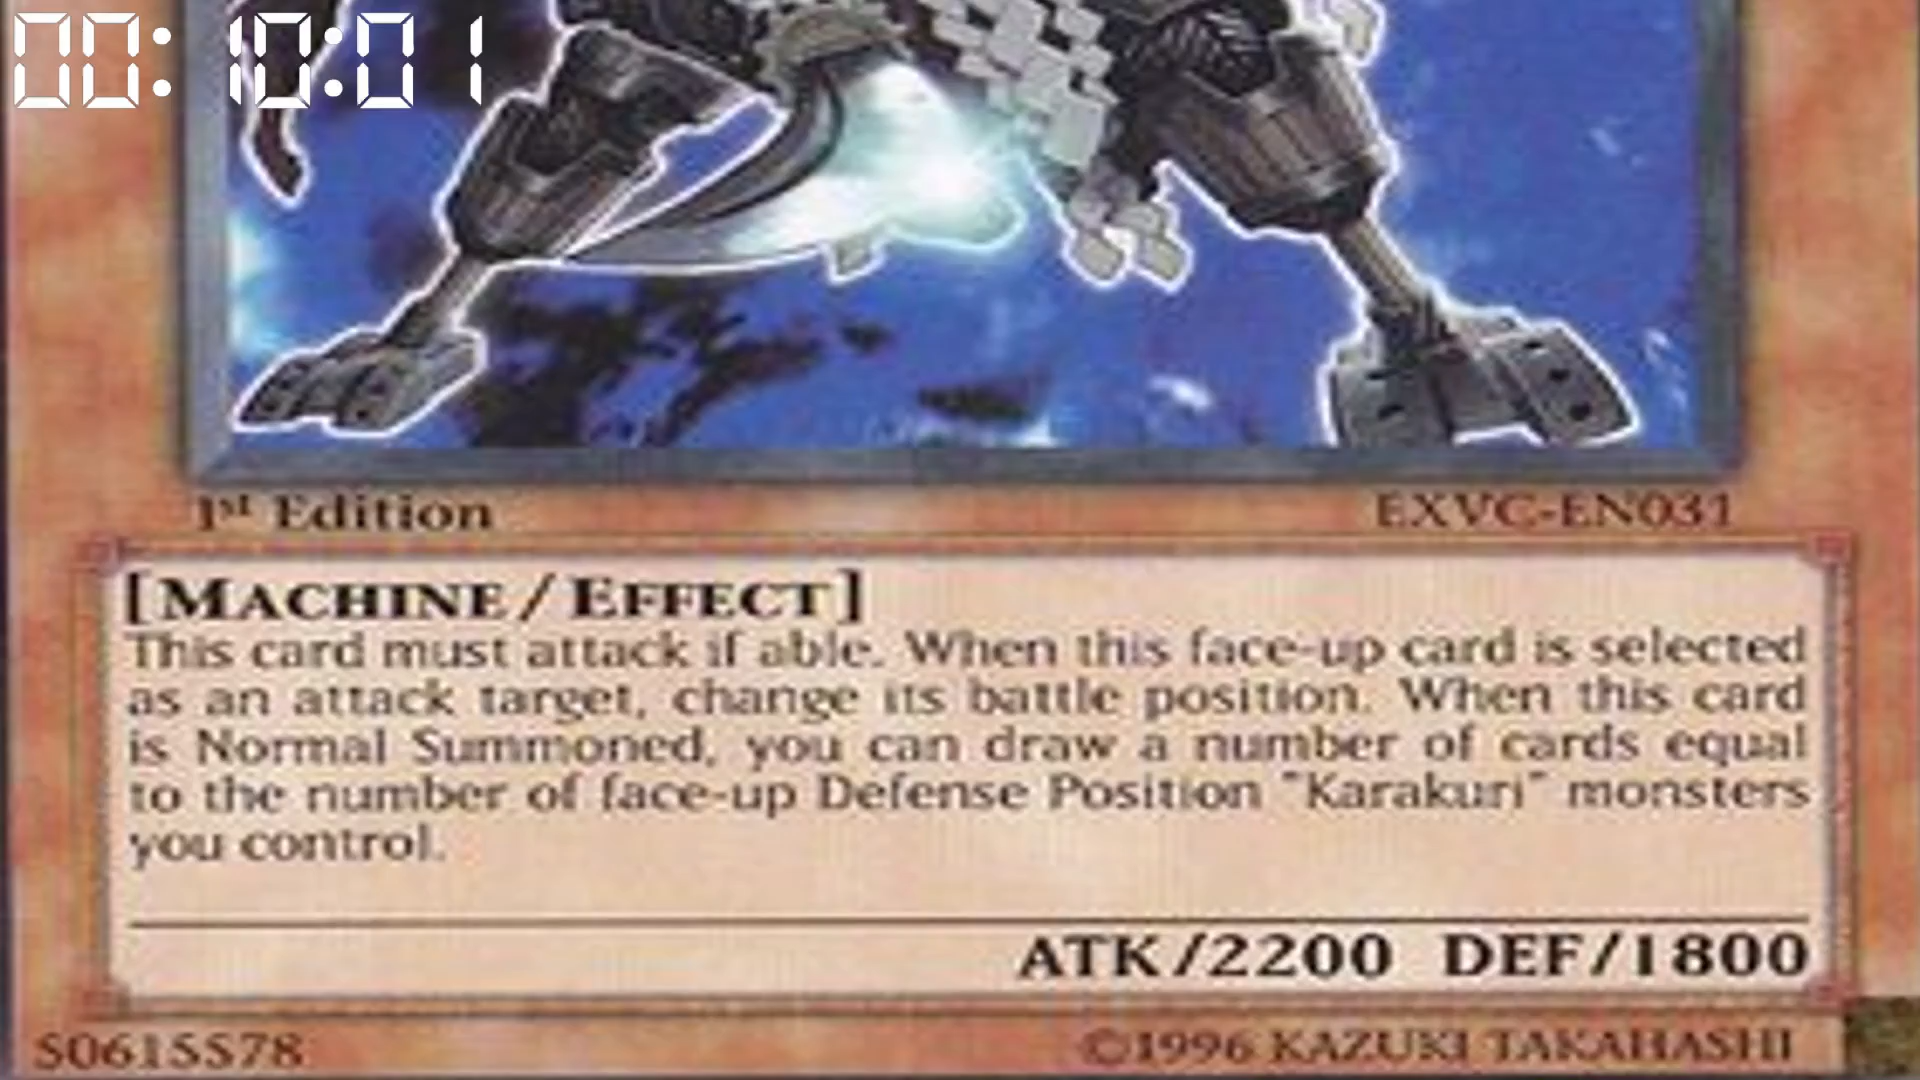 00:10:01
1st Edition
EXVC-EN031
[MACHINE/EFFECT]
This card must attack if able. When this face-up card is selected
as an attack target, change its battle position. When this card
is Normal Summoned, you can draw a number of cards equal
to the number of face-up Defense Position "Karakuri" monsters
you control.
ATK/2200 DEF/1800
50615578
©1996 KAZUKI TAKAHASHI